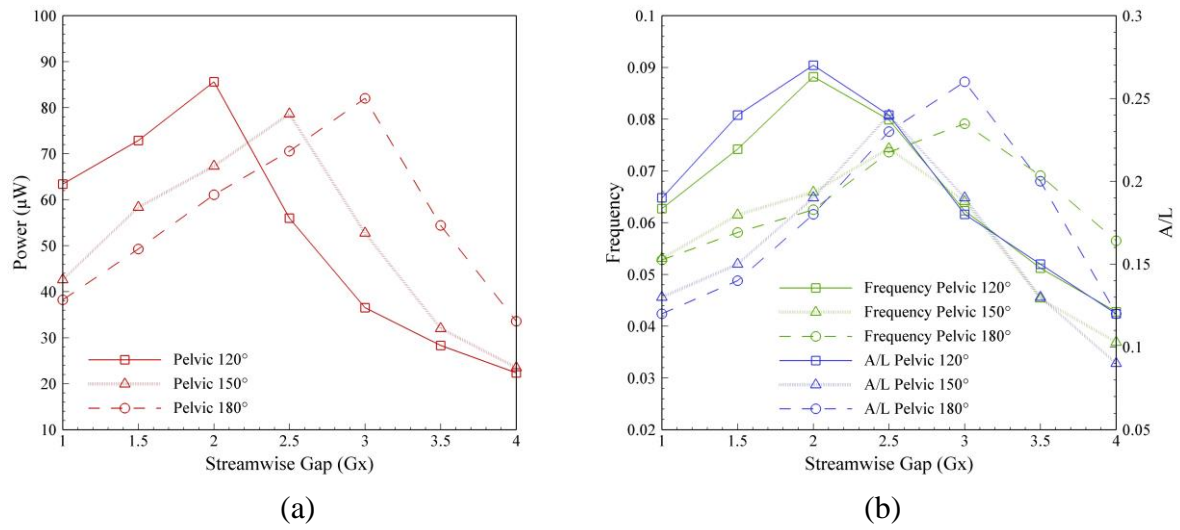 100
90
80
70
60
50
40
30
20
10
Power (μW)
Pelvic 120°
Pelvic 150°
Pelvic 180°
1 1.5 2 2.5 3 3.5 4
Streamwise Gap (Gx)
(a)
0.1
0.09
0.08
0.07
0.06
0.05
0.04
0.03
0.02
Frequency
0.3
0.25
0.2
0.15
0.1
0.05
A/L
Frequency Pelvic 120°
Frequency Pelvic 150°
Frequency Pelvic 180°
A/L Pelvic 120°
A/L Pelvic 150°
A/L Pelvic 180°
1 1.5 2 2.5 3 3.5 4
Streamwise Gap (Gx)
(b)